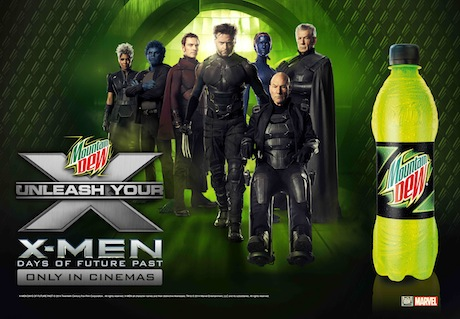 Mountain
DEW
UNLEASH YOUR
X
X-MEN
DAYS OF FUTURE PAST
ONLY IN CINEMAS
Mountain
DEW
MARVEL